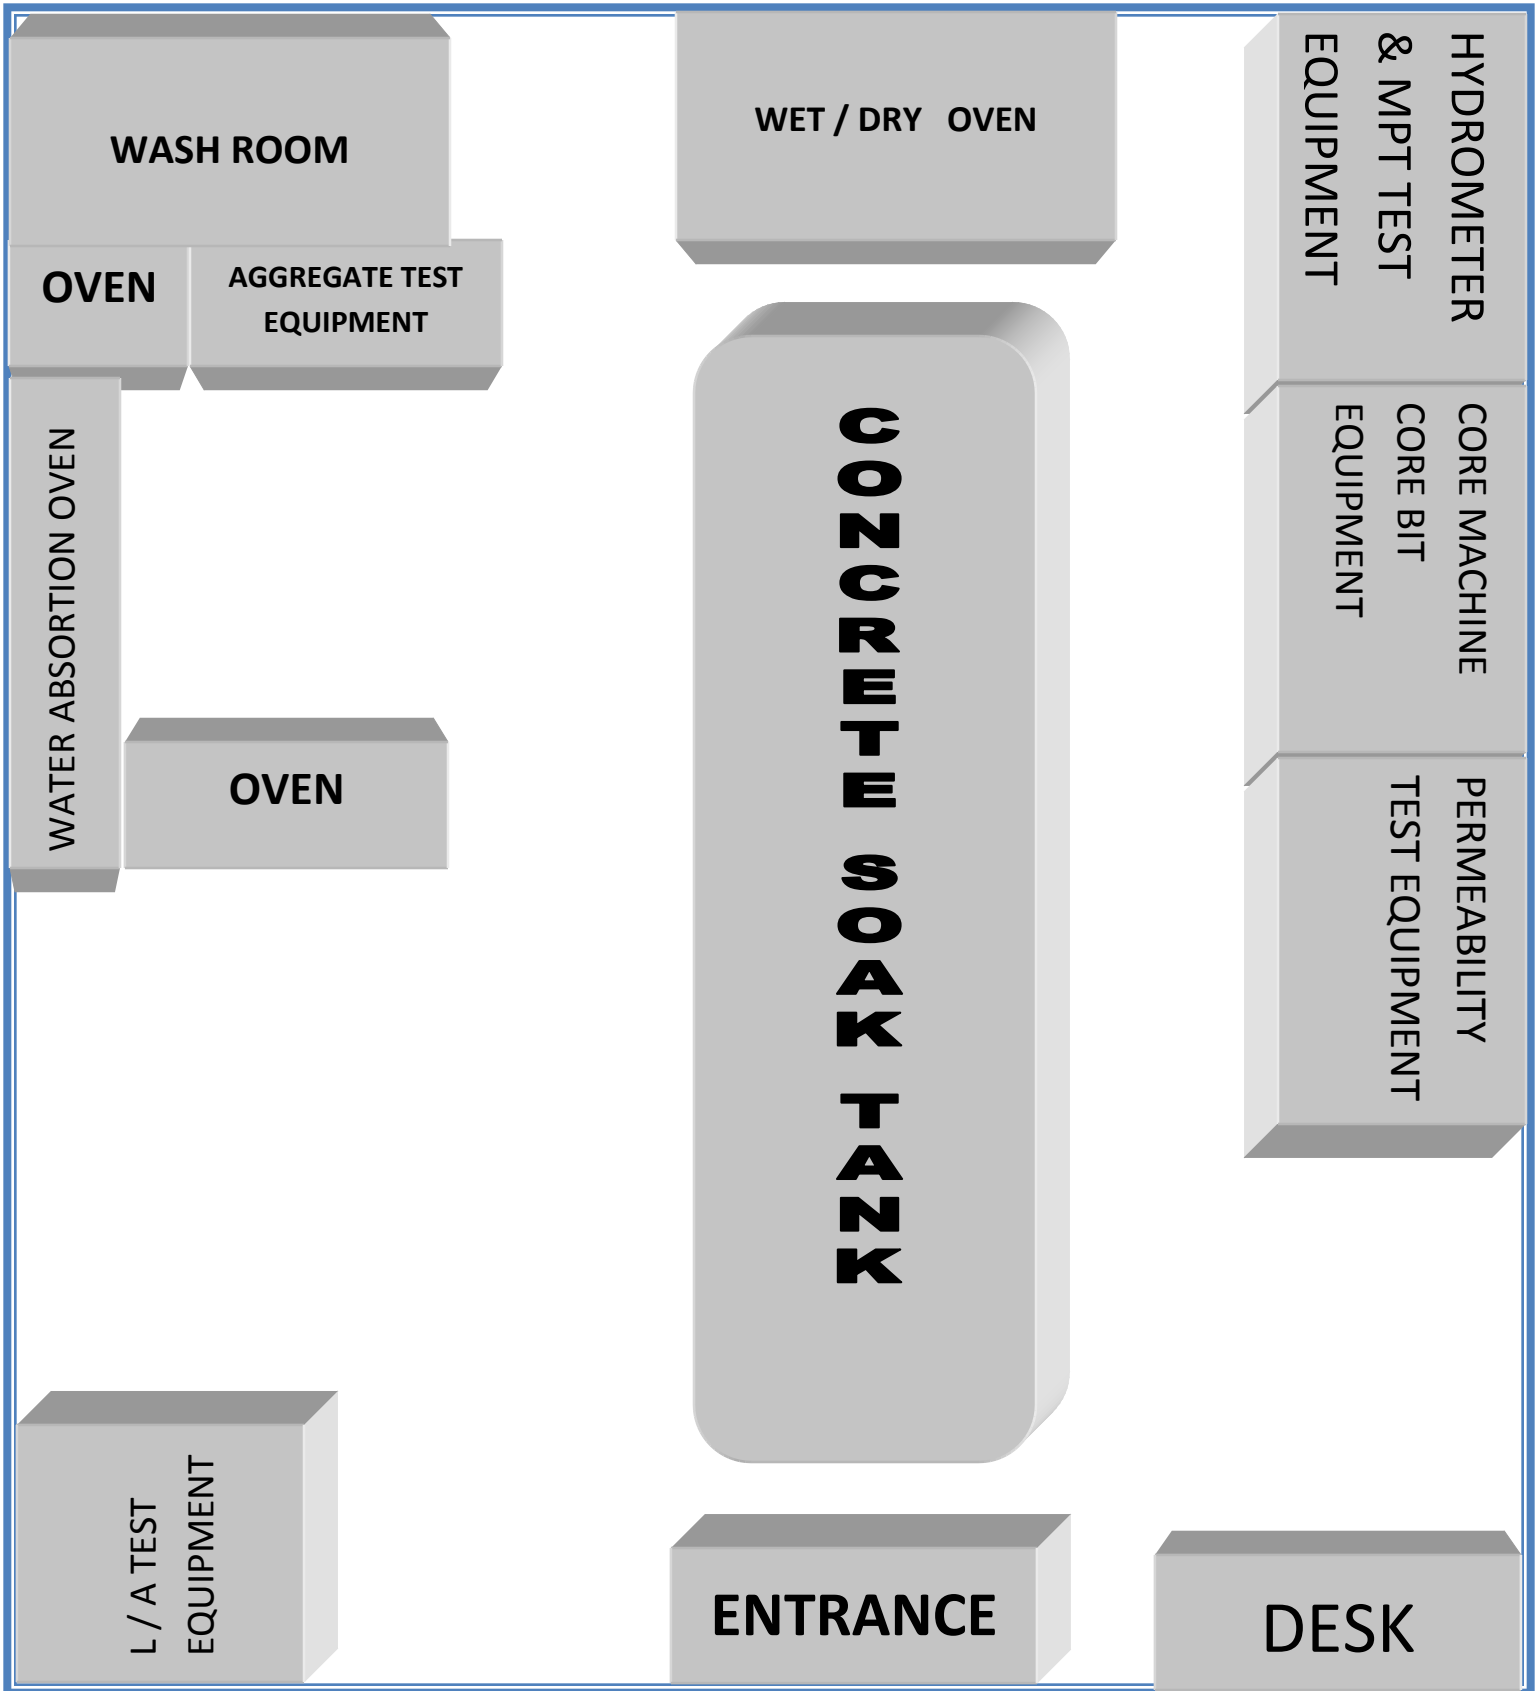 WASH ROOM
WET / DRY OVEN
HYDROMETER
& MPT TEST
EQUIPMENT
OVEN
AGGREGATE TEST
EQUIPMENT
WATER ABSORTION OVEN
CONCRETE SOAK TANK
CORE MACHINE
CORE BIT
EQUIPMENT
OVEN
PERMEABILITY
TEST EQUIPMENT
L / A TEST
EQUIPMENT
ENTRANCE
DESK